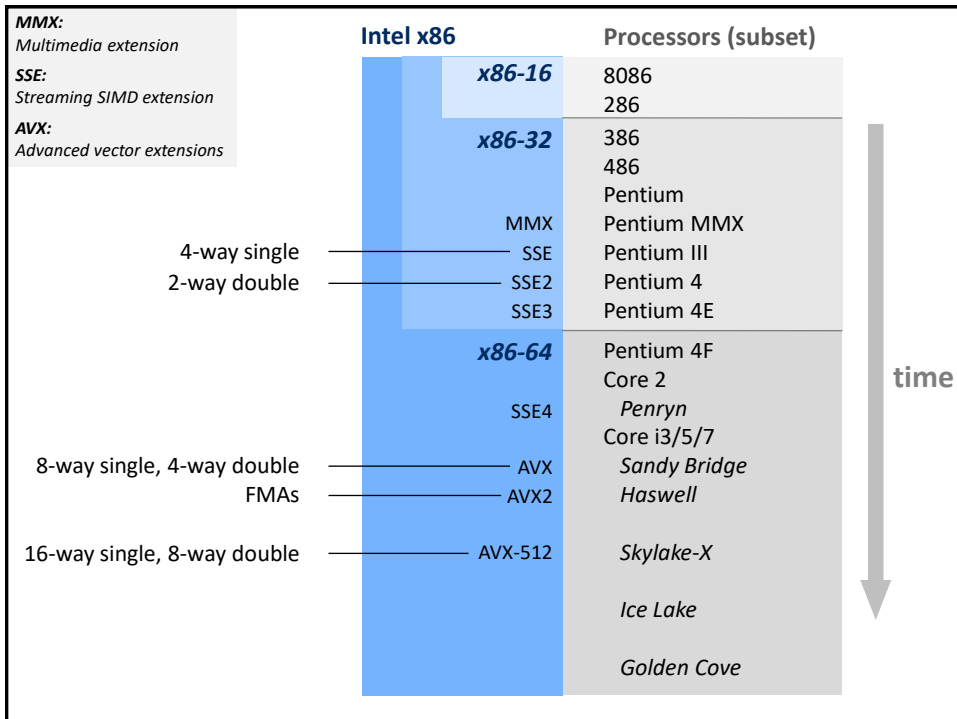 MMX:
Multimedia extension
SSE:
Streaming SIMD extension
AVX:
Advanced vector extensions
Intel x86
Processors (subset)
x86-16
8086
286
x86-32
386
486
Pentium
MMX
Pentium MMX
4-way single
SSE
Pentium III
2-way double
SSE2
Pentium 4
SSE3
Pentium 4E
x86-64
Pentium 4F
time
Core 2
SSE4
Penryn
Core i3/5/7
8-way single, 4-way double
AVX
Sandy Bridge
FMAs
AVX2
Haswell
16-way single, 8-way double
AVX-512
Skylake-X
Ice Lake
Golden Cove